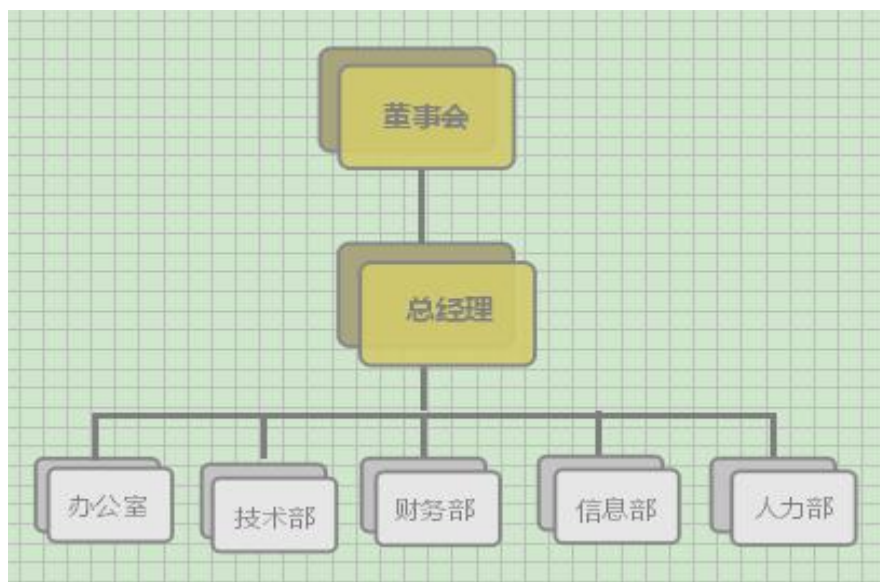 董事会
总经理
办公室
技术部
财务部
信息部
人力部